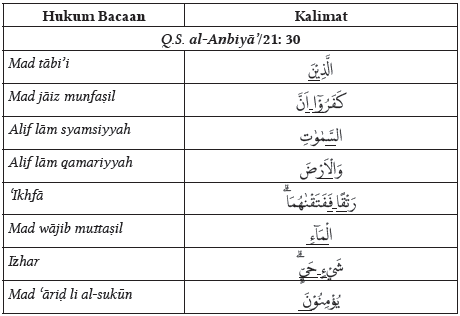 Hukum Bacaan Kalimat
Q.S. al-Anbiyā’/21: 30
Mad tābi’i الَّذِيْنَ
Mad jāiz munfaṣil كَفَرُوْٓا اَنَّ
Alif lām syamsiyyah السَّمٰوٰتِ
Alif lām qamariyyah وَالْاَرْضَ
‘Ikhfā رَتْقًا فَفَتَقْنٰهُمَاۗ
Mad wājib muttaṣil الْمَاۤءِ
Izhar شَيْءٍ حَيٍّۗ
Mad ‘āriḍ li al-sukūn يُؤْمِنُوْنَ